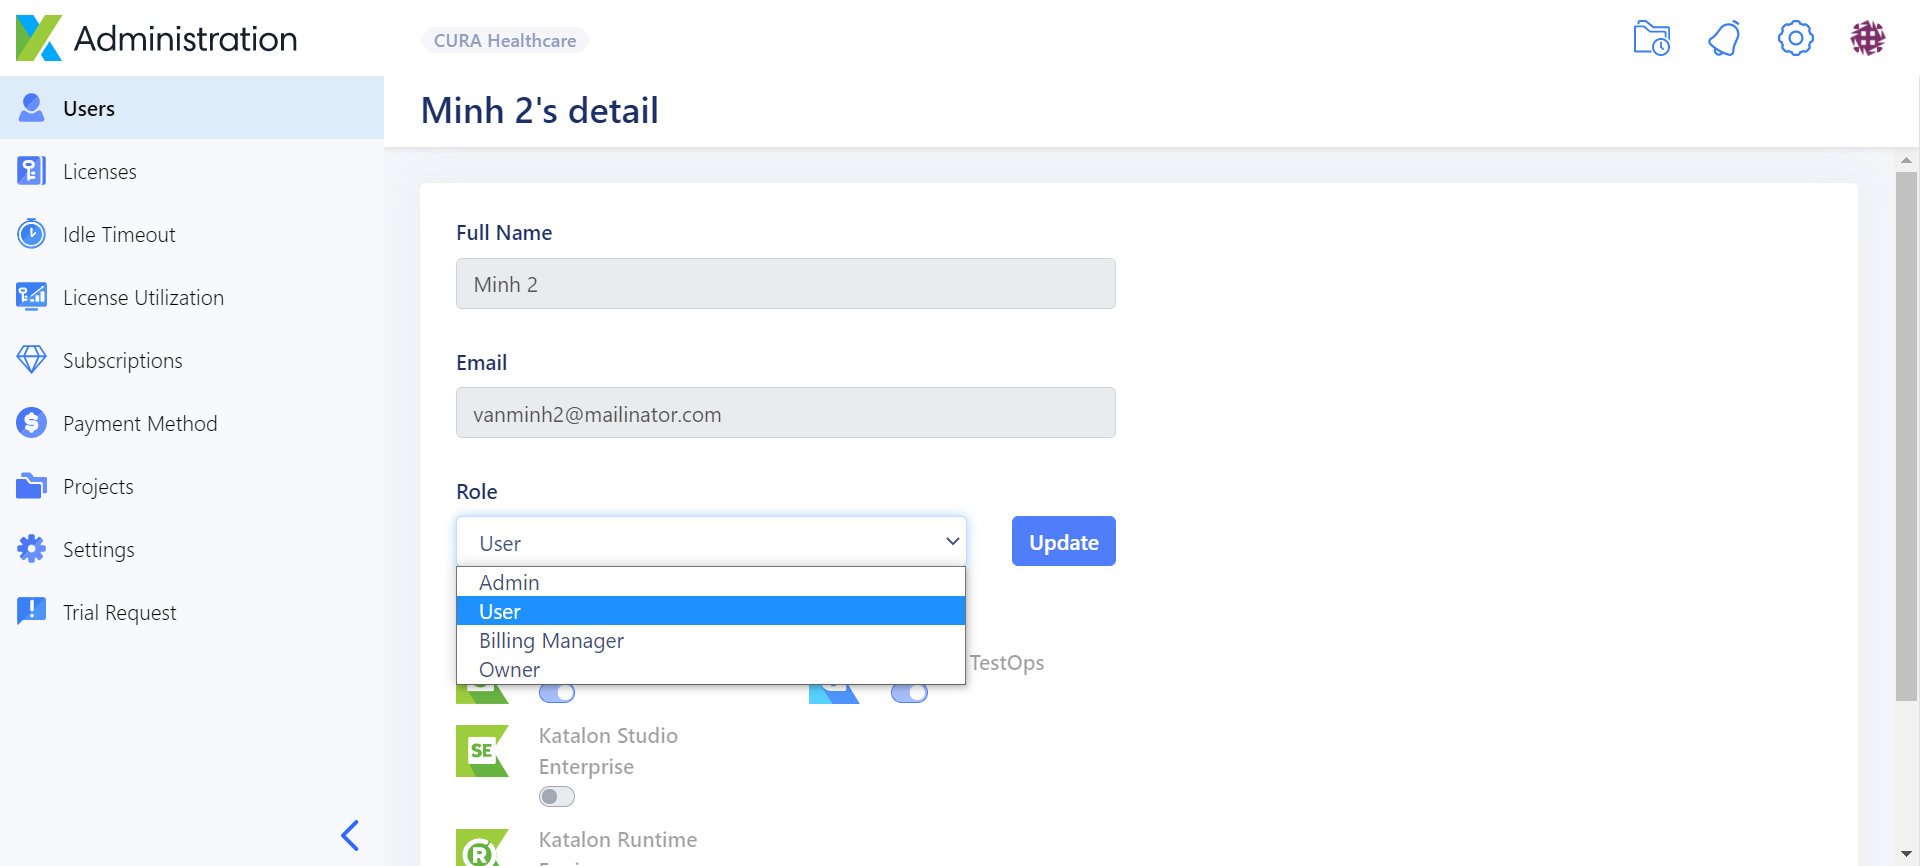 Administration
CURA Healthcare
Users
Licenses
Idle Timeout
License Utilization
Subscriptions
Payment Method
Projects
Settings
Trial Request
Minh 2's detail
Full Name
Minh 2
Email
vanminh2@mailinator.com
Role
User
Update
Admin
User
Billing Manager
Owner
TestOps
SE
Katalon Studio
Enterprise
R
Katalon Runtime